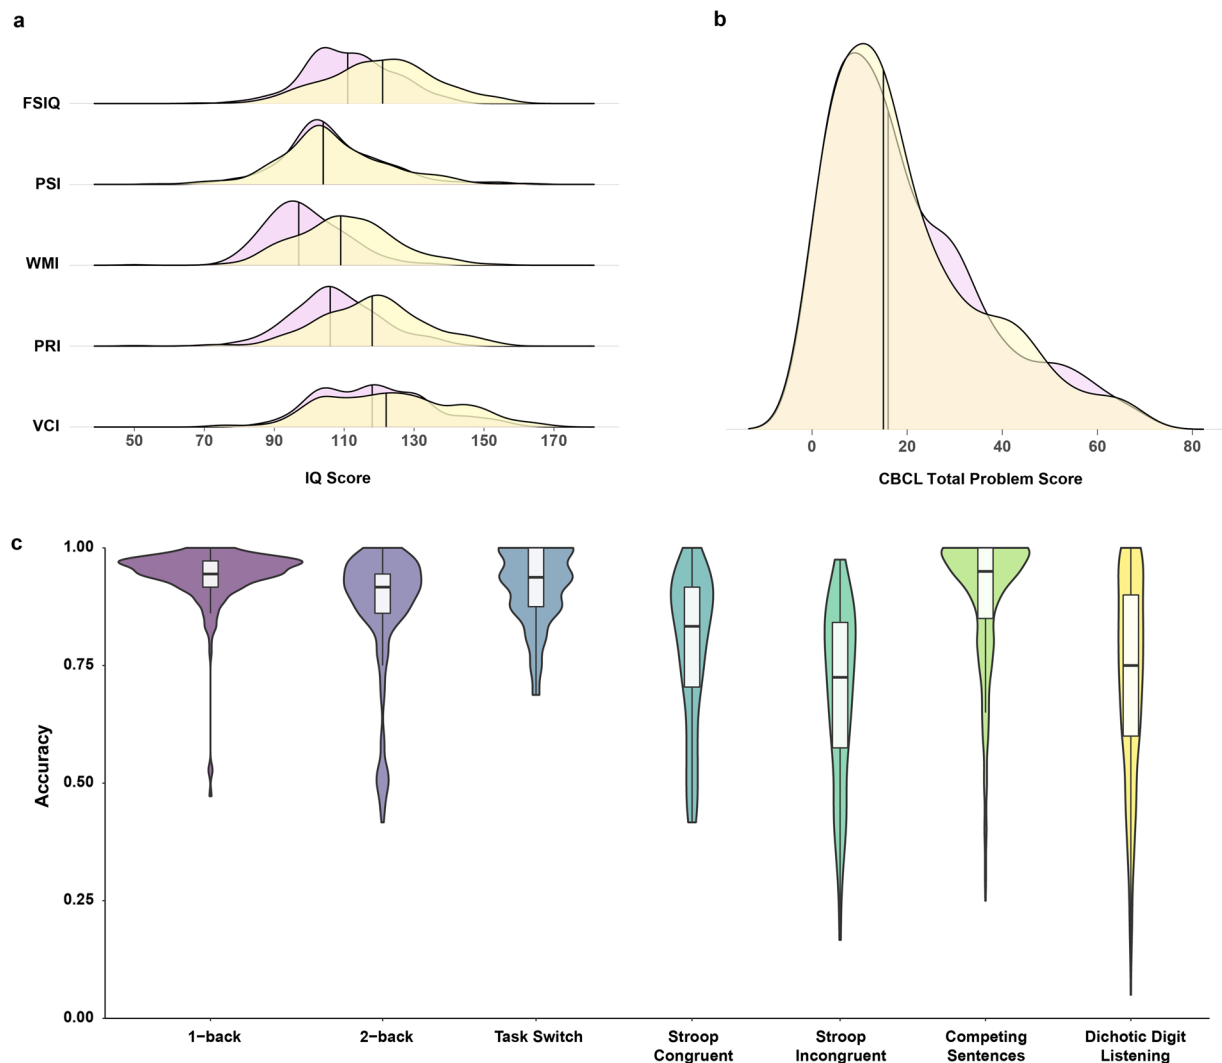 a
FSIQ
PSI
WMI
PRI
VCI
50 70 90 110 130 150 170
IQ Score
b
0 20 40 60 80
CBCL Total Problem Score
c
1.00
0.75
0.50
0.25
0.00
Accuracy
1−back 2−back Task Switch Stroop Stroop Competing Dichotic Digit
Congruent Incongruent Sentences Listening